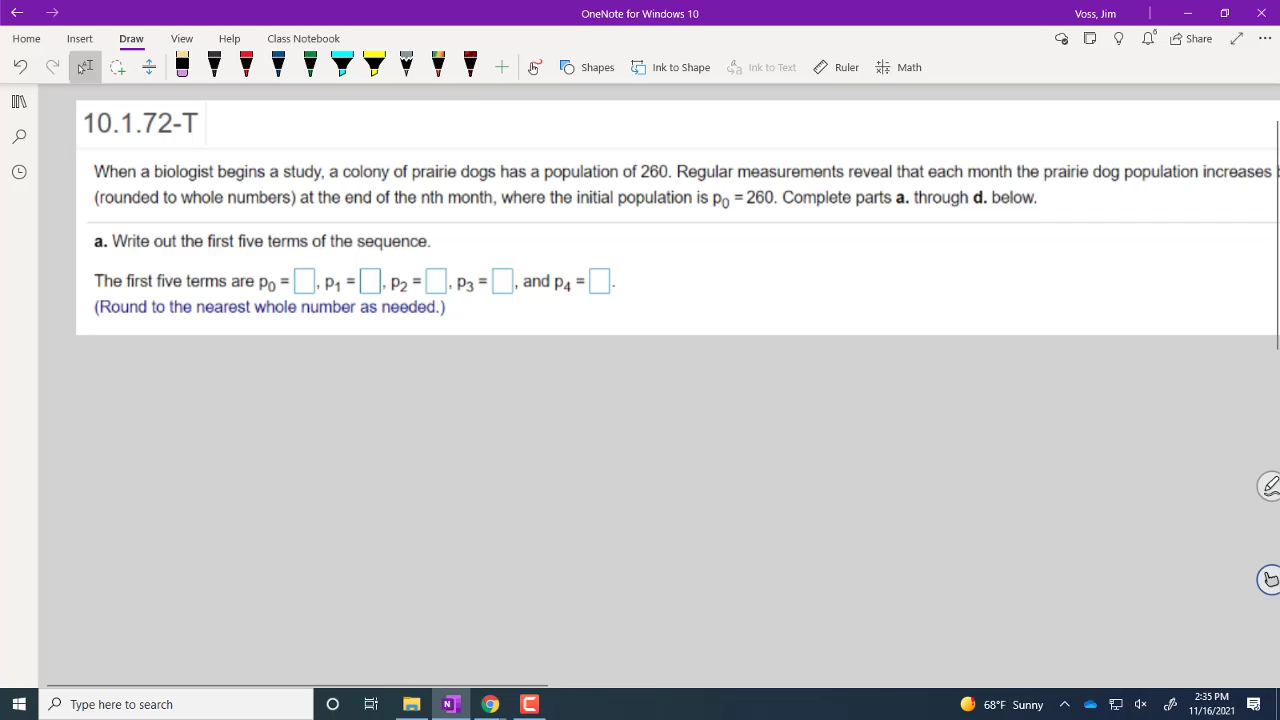 OneNote for Windows 10
Voss, Jim
Home Insert Draw View Help Class Notebook
6
Share
Shapes Ink to Shape Ink to Text Ruler Math
10.1.72-T
When a biologist begins a study, a colony of prairie dogs has a population of 260. Regular measurements reveal that each month the prairie dog population increases
(rounded to whole numbers) at the end of the nth month, where the initial population is p0 = 260. Complete parts a. through d. below.
a. Write out the first five terms of the sequence.
The first five terms are p0 = , p1 = , p2 = , p3 = , and p4 = .
(Round to the nearest whole number as needed.)
Type here to search
68°F Sunny
2:35 PM
11/16/2021